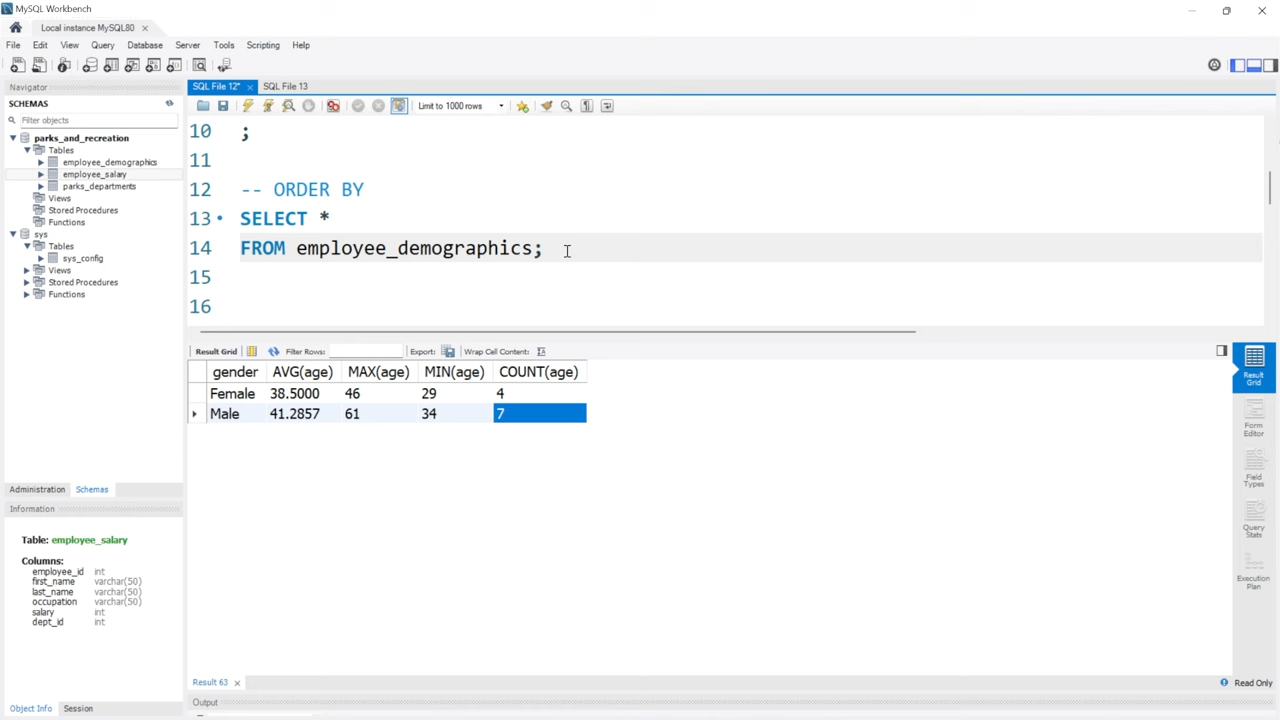 MySQL Workbench
Local instance MySQL80
File Edit View Query Database Server Tools Scripting Help
Navigator
SCHEMAS
Filter objects
parks_and_recreation
Tables
employee_demographics
employee_salary
parks_departments
Views
Stored Procedures
Functions
sys
Tables
sys_config
Views
Stored Procedures
Functions
Administration Schemas
Information
Table: employee_salary
Columns:
employee_id int
first_name varchar(50)
last_name varchar(50)
occupation varchar(50)
salary int
dept_id int
Object Info Session
SQL File 12* SQL File 13
Limit to 1000 rows
10 ;
11
12 -- ORDER BY
13 SELECT *
14 FROM employee_demographics;
15
16
Result Grid Filter Rows: Export: Wrap Cell Content:
gender AVG(age) MAX(age) MIN(age) COUNT(age)
Female 38.5000 46 29 4
Male 41.2857 61 34 7
Result Grid
Form Editor
Field Types
Query Stats
Execution Plan
Result 63 Read Only
Output